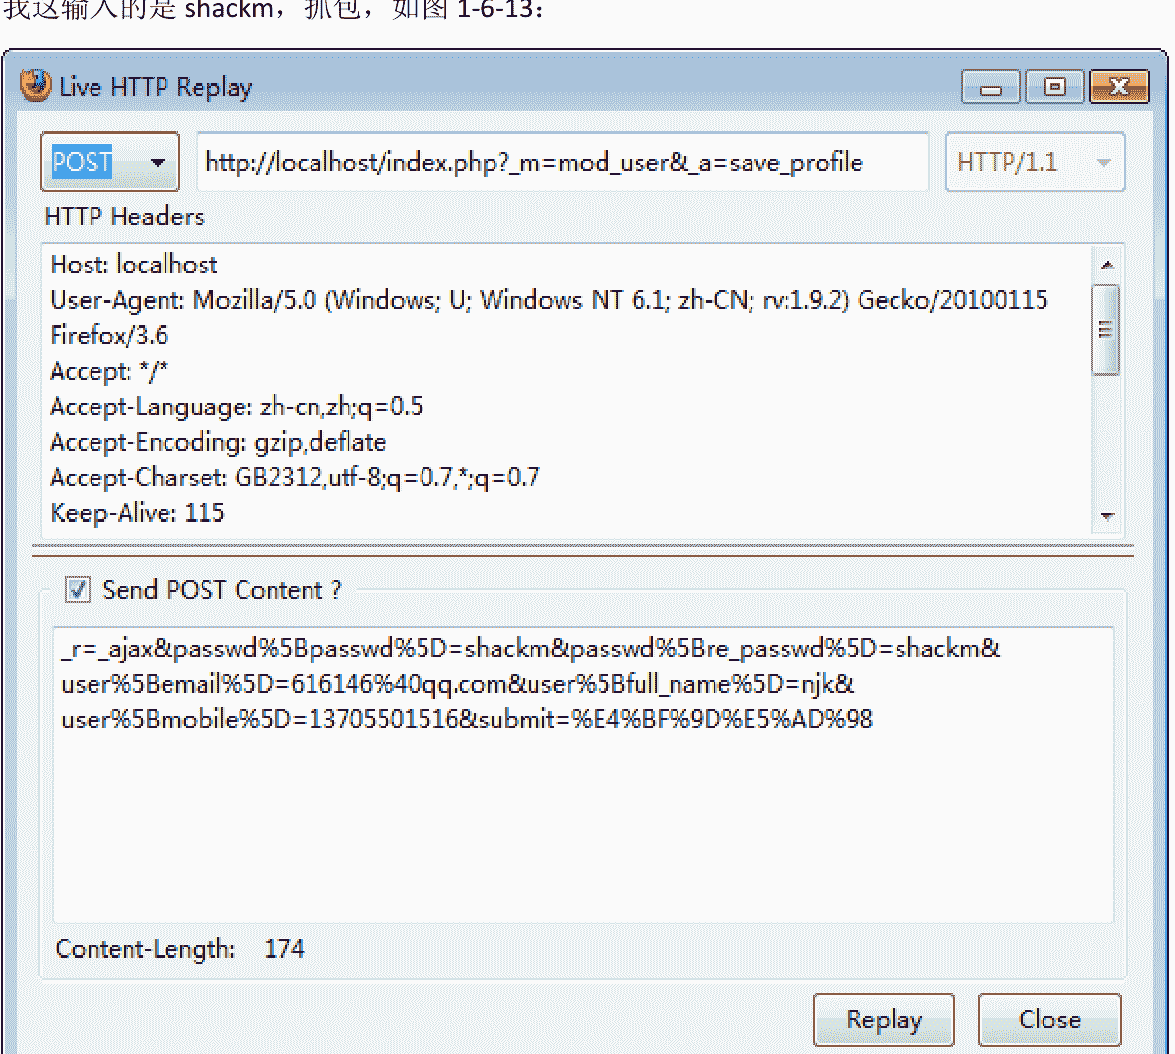 我这输入的是 shackm，抓包，如图 1-6-13：
Live HTTP Replay
POST
http://localhost/index.php?_m=mod_user&_a=save_profile
HTTP/1.1
HTTP Headers
Host: localhost
User-Agent: Mozilla/5.0 (Windows; U; Windows NT 6.1; zh-CN; rv:1.9.2) Gecko/20100115
Firefox/3.6
Accept: */*
Accept-Language: zh-cn,zh;q=0.5
Accept-Encoding: gzip,deflate
Accept-Charset: GB2312,utf-8;q=0.7,*;q=0.7
Keep-Alive: 115
Send POST Content ?
_r=_ajax&passwd%5Bpasswd%5D=shackm&passwd%5Bre_passwd%5D=shackm&
user%5Bemail%5D=616146%40qq.com&user%5Bfull_name%5D=njk&
user%5Bmobile%5D=13705501516&submit=%E4%BF%9D%E5%AD%98
Content-Length: 174
Replay
Close